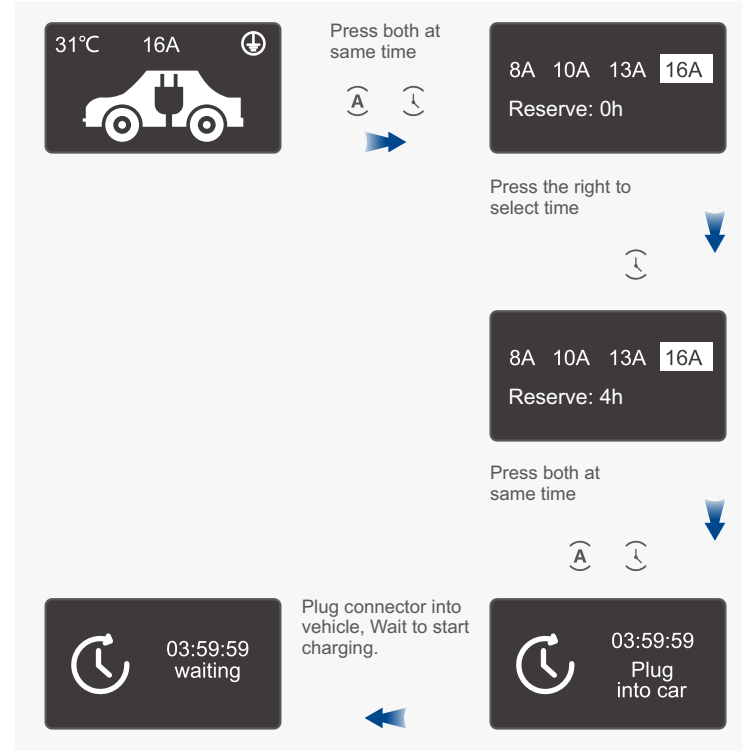 31℃ 16A
Press both at
same time
A
8A 10A 13A 16A
Reserve: 0h
Press the right to
select time
8A 10A 13A 16A
Reserve: 4h
Press both at
same time
A
03:59:59
Plug
into car
Plug connector into
vehicle, Wait to start
charging.
03:59:59
waiting